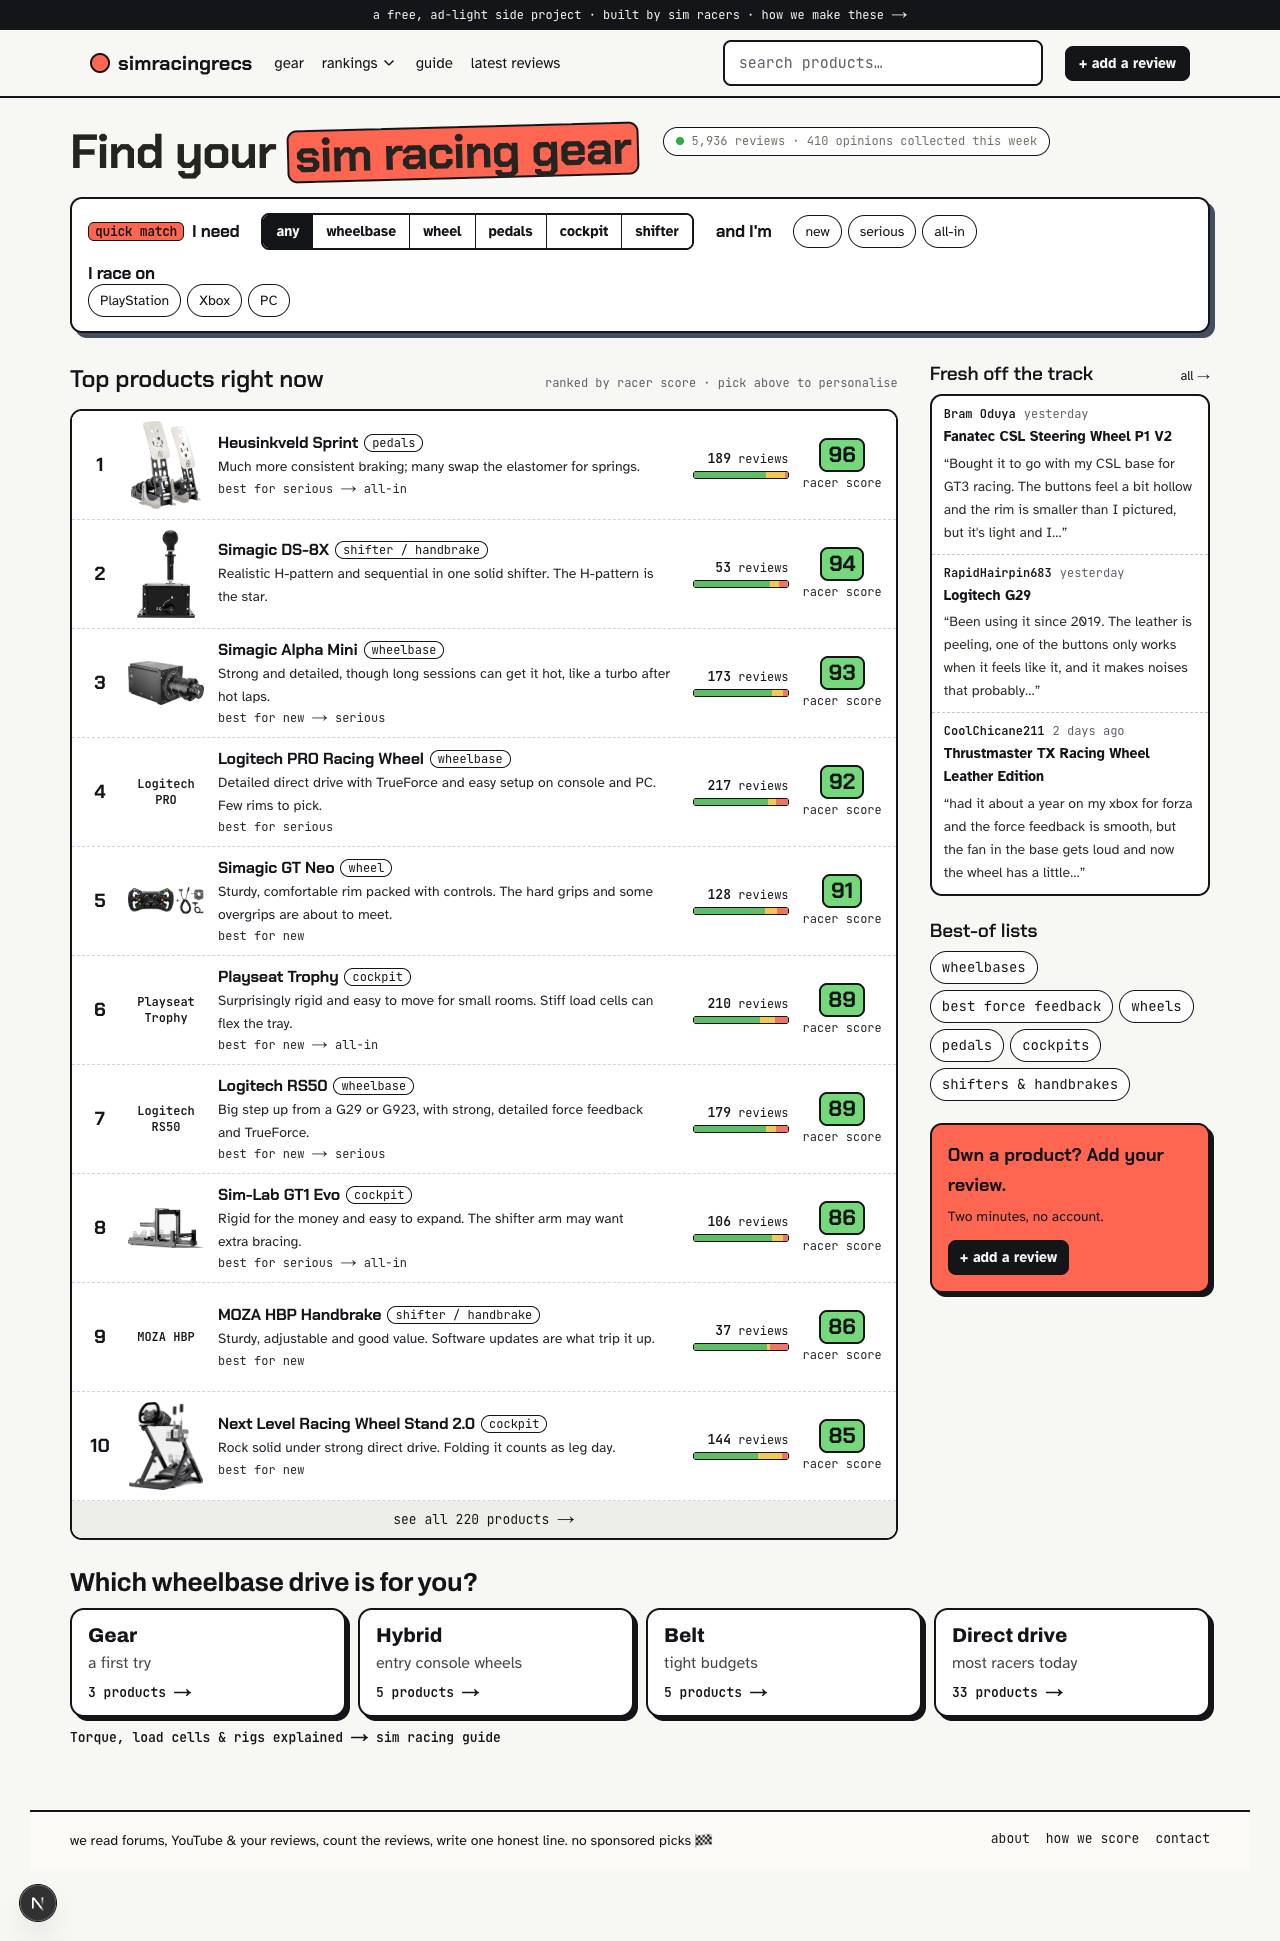 a free, ad-light side project · built by sim racers · how we make these →
simracingrecs
gear
rankings
guide
latest reviews
search products…
+ add a review
Find your sim racing gear
5,936 reviews · 410 opinions collected this week
quick match I need
any
wheelbase
wheel
pedals
cockpit
shifter
and I'm
new
serious
all-in
I race on
PlayStation
Xbox
PC
Top products right now
ranked by racer score · pick above to personalise
1
Heusinkveld Sprint pedals
Much more consistent braking; many swap the elastomer for springs.
best for serious → all-in
189 reviews
96
racer score
2
Simagic DS-8X shifter / handbrake
Realistic H-pattern and sequential in one solid shifter. The H-pattern is
the star.
53 reviews
94
racer score
3
Simagic Alpha Mini wheelbase
Strong and detailed, though long sessions can get it hot, like a turbo after
hot laps.
best for new → serious
173 reviews
93
racer score
4
Logitech
PRO
Logitech PRO Racing Wheel wheelbase
Detailed direct drive with TrueForce and easy setup on console and PC.
Few rims to pick.
best for serious
217 reviews
92
racer score
5
Simagic GT Neo wheel
Sturdy, comfortable rim packed with controls. The hard grips and some
overgrips are about to meet.
best for new
128 reviews
91
racer score
6
Playseat
Trophy
Playseat Trophy cockpit
Surprisingly rigid and easy to move for small rooms. Stiff load cells can
flex the tray.
best for new → all-in
210 reviews
89
racer score
7
Logitech
RS50
Logitech RS50 wheelbase
Big step up from a G29 or G923, with strong, detailed force feedback
and TrueForce.
best for new → serious
179 reviews
89
racer score
8
Sim-Lab GT1 Evo cockpit
Rigid for the money and easy to expand. The shifter arm may want
extra bracing.
best for serious → all-in
106 reviews
86
racer score
9
MOZA HBP
MOZA HBP Handbrake shifter / handbrake
Sturdy, adjustable and good value. Software updates are what trip it up.
best for new
37 reviews
86
racer score
10
Next Level Racing Wheel Stand 2.0 cockpit
Rock solid under strong direct drive. Folding it counts as leg day.
best for new
144 reviews
85
racer score
see all 220 products →
Fresh off the track
all →
Bram Oduya yesterday
Fanatec CSL Steering Wheel P1 V2
“Bought it to go with my CSL base for
GT3 racing. The buttons feel a bit hollow
and the rim is smaller than I pictured,
but it's light and I…”
RapidHairpin683 yesterday
Logitech G29
“Been using it since 2019. The leather is
peeling, one of the buttons only works
when it feels like it, and it makes noises
that probably…”
CoolChicane211 2 days ago
Thrustmaster TX Racing Wheel
Leather Edition
“had it about a year on my xbox for forza
and the force feedback is smooth, but
the fan in the base gets loud and now
the wheel has a little…”
Best-of lists
wheelbases
best force feedback
wheels
pedals
cockpits
shifters & handbrakes
Own a product? Add your
review.
Two minutes, no account.
+ add a review
Which wheelbase drive is for you?
Gear
a first try
3 products →
Hybrid
entry console wheels
5 products →
Belt
tight budgets
5 products →
Direct drive
most racers today
33 products →
Torque, load cells & rigs explained → sim racing guide
we read forums, YouTube & your reviews, count the reviews, write one honest line. no sponsored picks 🏁
about
how we score
contact
N